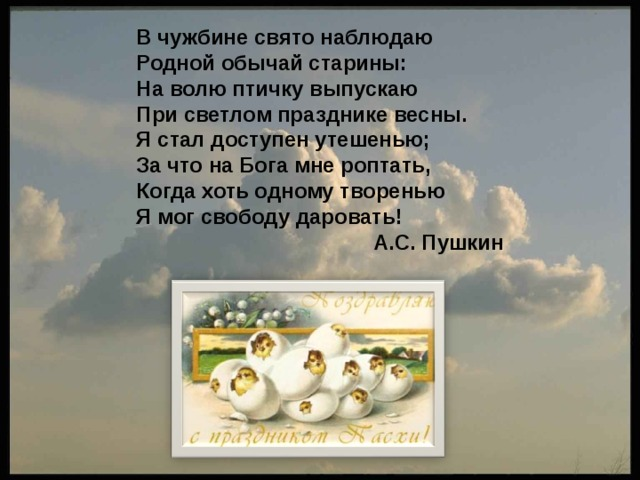 В чужбине свято наблюдаю
Родной обычай старины:
На волю птичку выпускаю
При светлом празднике весны.
Я стал доступен утешенью;
За что на Бога мне роптать,
Когда хоть одному творенью
Я мог свободу даровать!
А.С. Пушкин
Поздравляю
с праздником Пасхи!